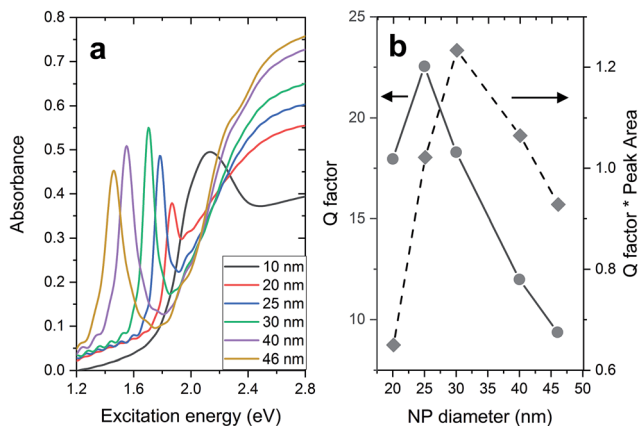 a
Absorbance
0.8
0.7
0.6
0.5
0.4
0.3
0.2
0.1
0.0
1.2 1.6 2.0 2.4 2.8
Excitation energy (eV)
10 nm
20 nm
25 nm
30 nm
40 nm
46 nm
b
Q factor
25
20
15
10
20 25 30 35 40 45 50
NP diameter (nm)
1.2
1.0
0.8
0.6
Q factor * Peak Area